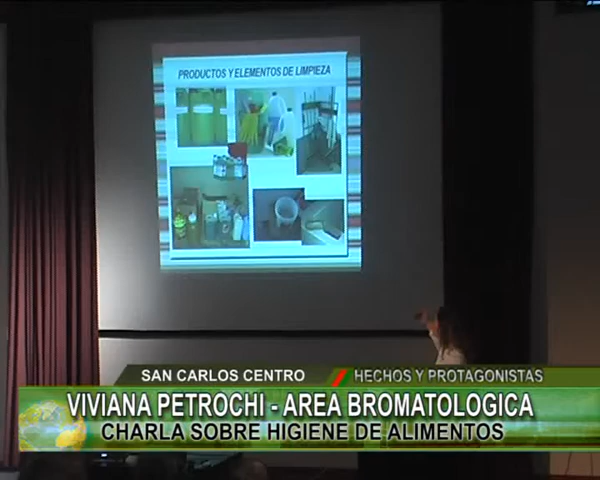 PRODUCTOS Y ELEMENTOS DE LIMPIEZA
SAN CARLOS CENTRO / HECHOS Y PROTAGONISTAS
VIVIANA PETROCHI - AREA BROMATOLOGICA
CHARLA SOBRE HIGIENE DE ALIMENTOS